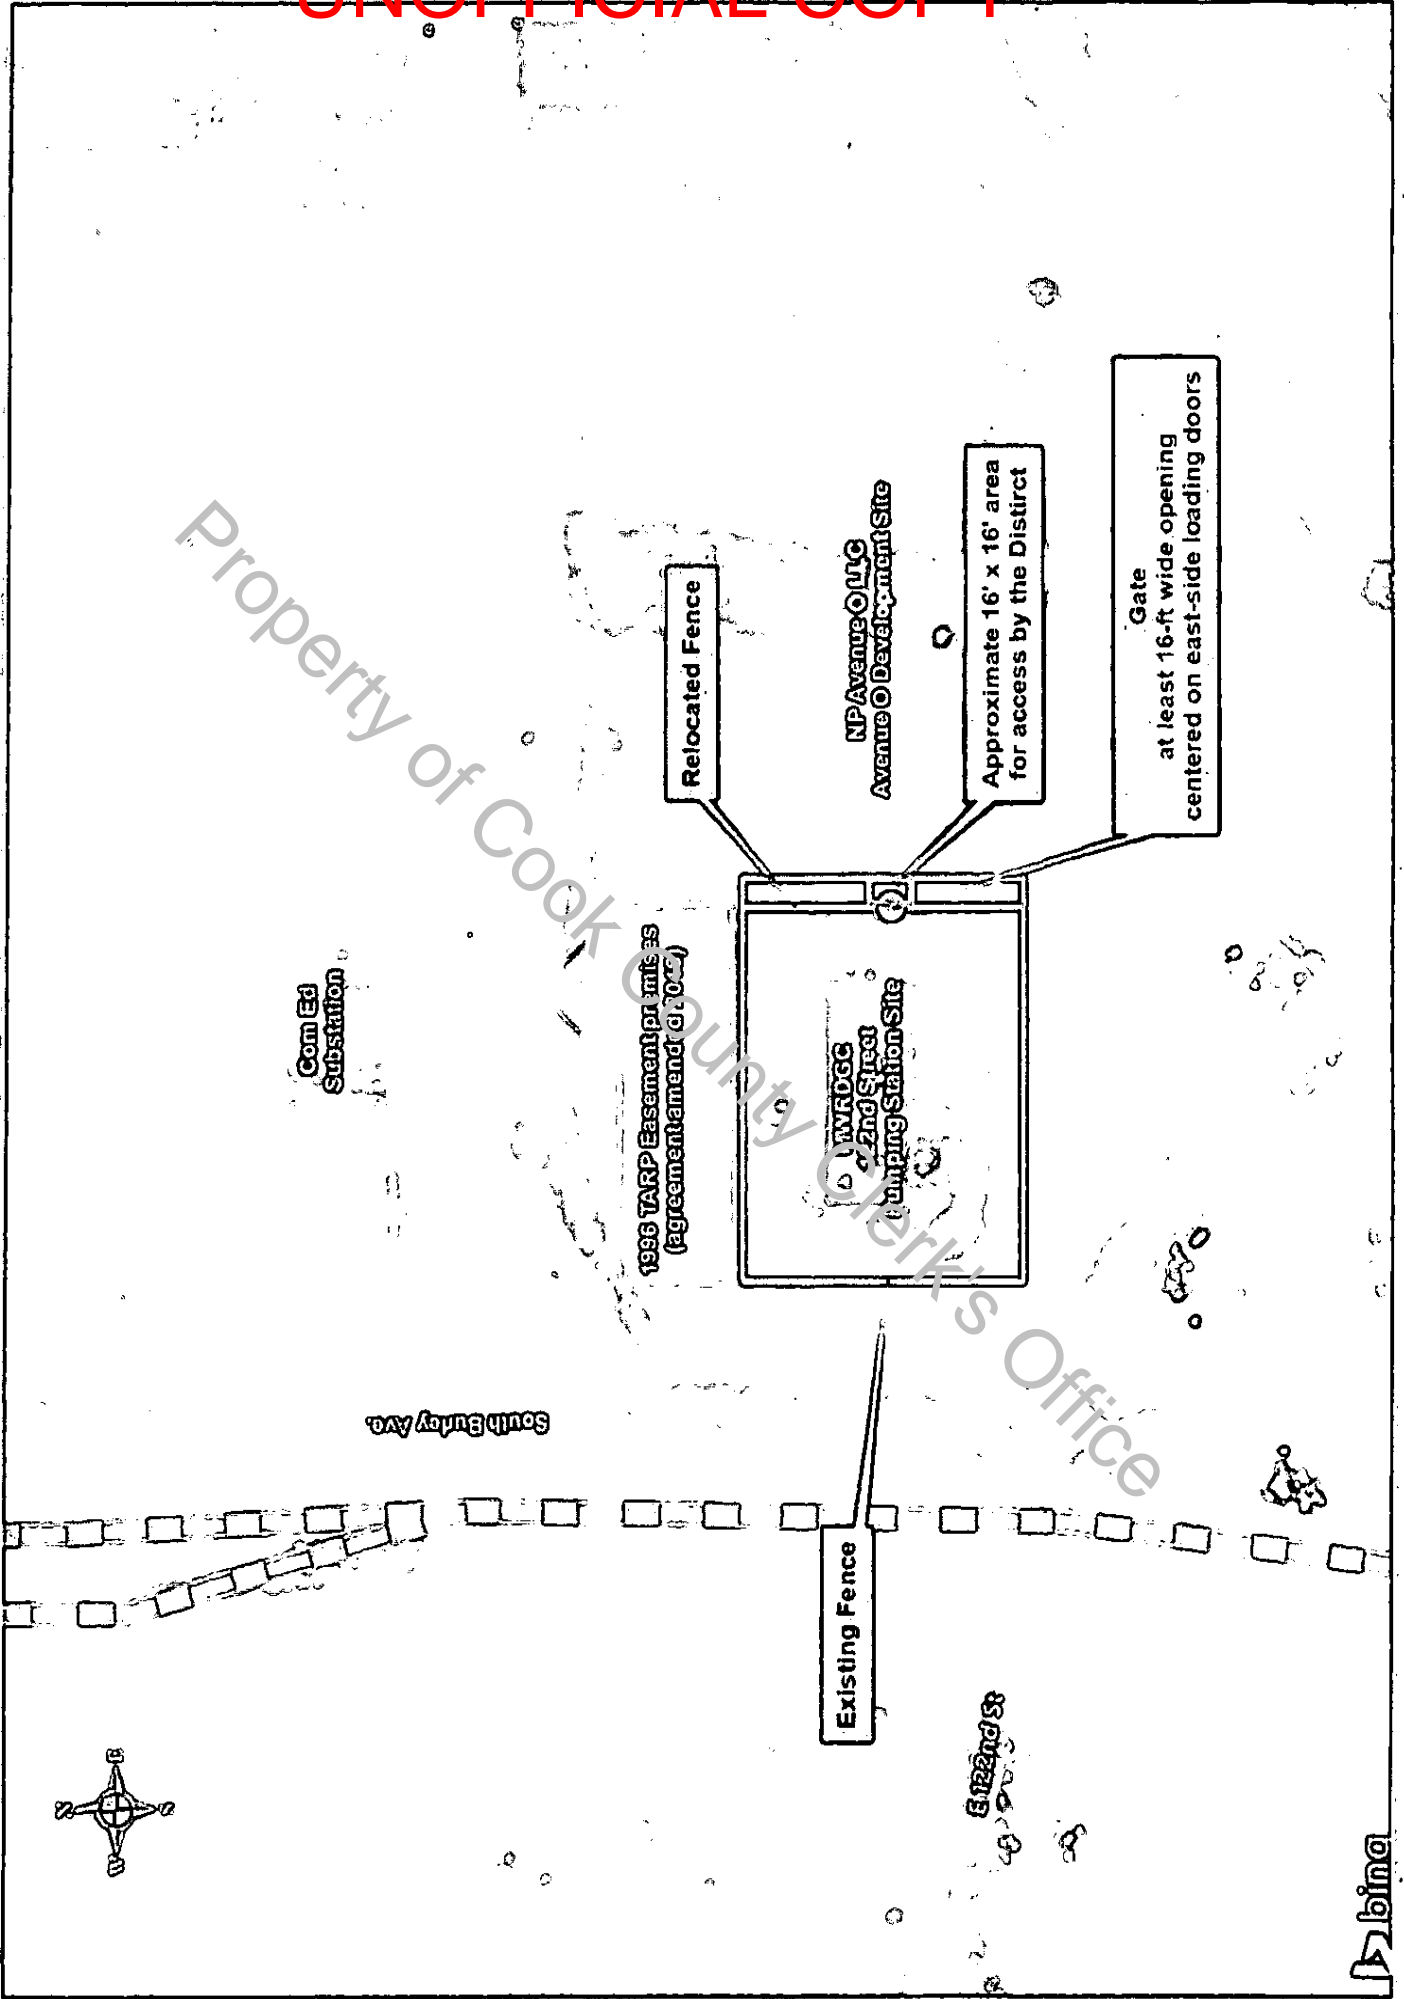 UNOFFICIAL COPY
Com Ed
Substation
South Burley Ave.
1996 TARP Easement premises
(agreement amended
Relocated Fence
MWRDGC
122nd Street
Pumping Station Site
NP Avenue O LLC
Avenue O Development Site
Existing Fence
Approximate 16' x 16' area
for access by the Distirct
Gate
at least 16-ft wide opening
centered on east-side loading doors
E 122nd St
N
E
S
W
bing
Property of Cook County Clerk's Office